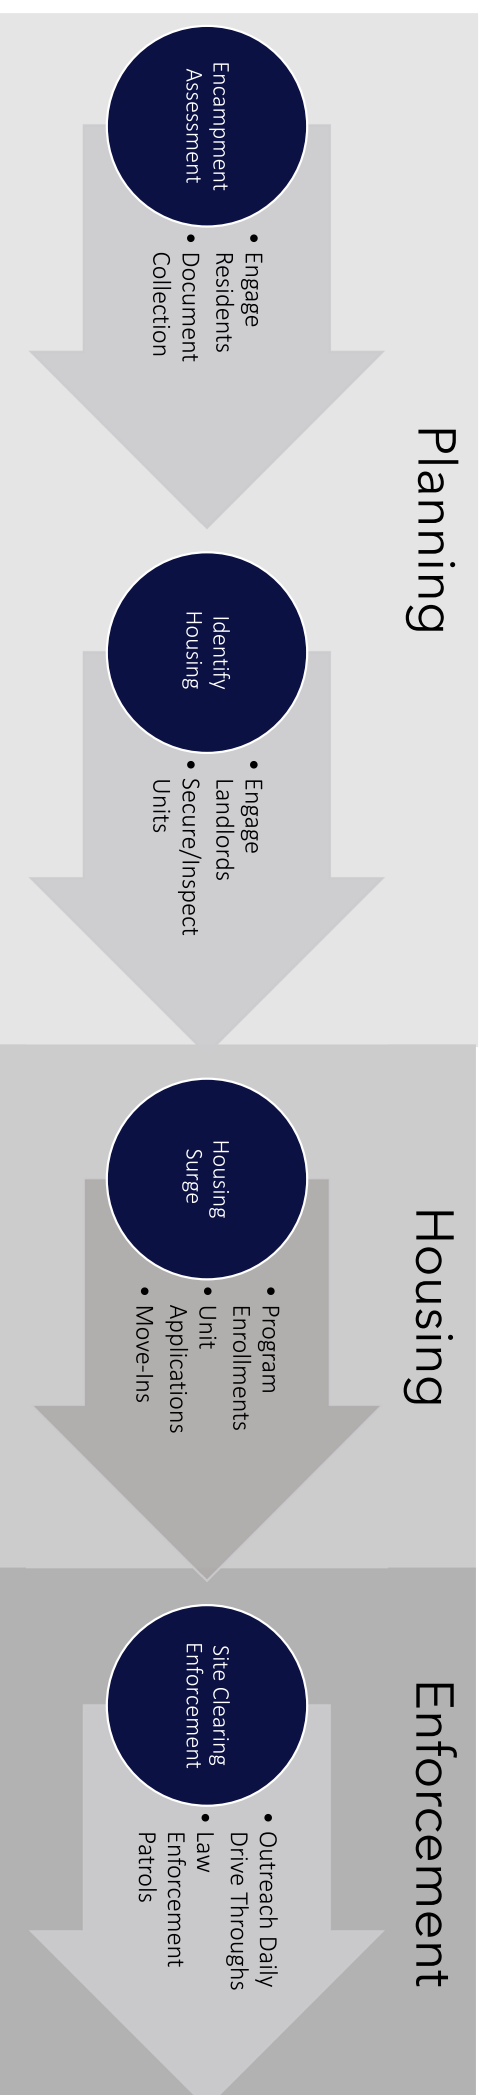 Planning
Encampment
Assessment
• Engage
Residents
• Document
Collection
Identify
Housing
• Engage
Landlords
• Secure/Inspect
Units
Housing
Housing
Surge
• Program
Enrollments
• Unit
Applications
• Move-Ins
Enforcement
Site Clearing
Enforcement
• Outreach Daily
Drive Throughs
• Law
Enforcement
Patrols